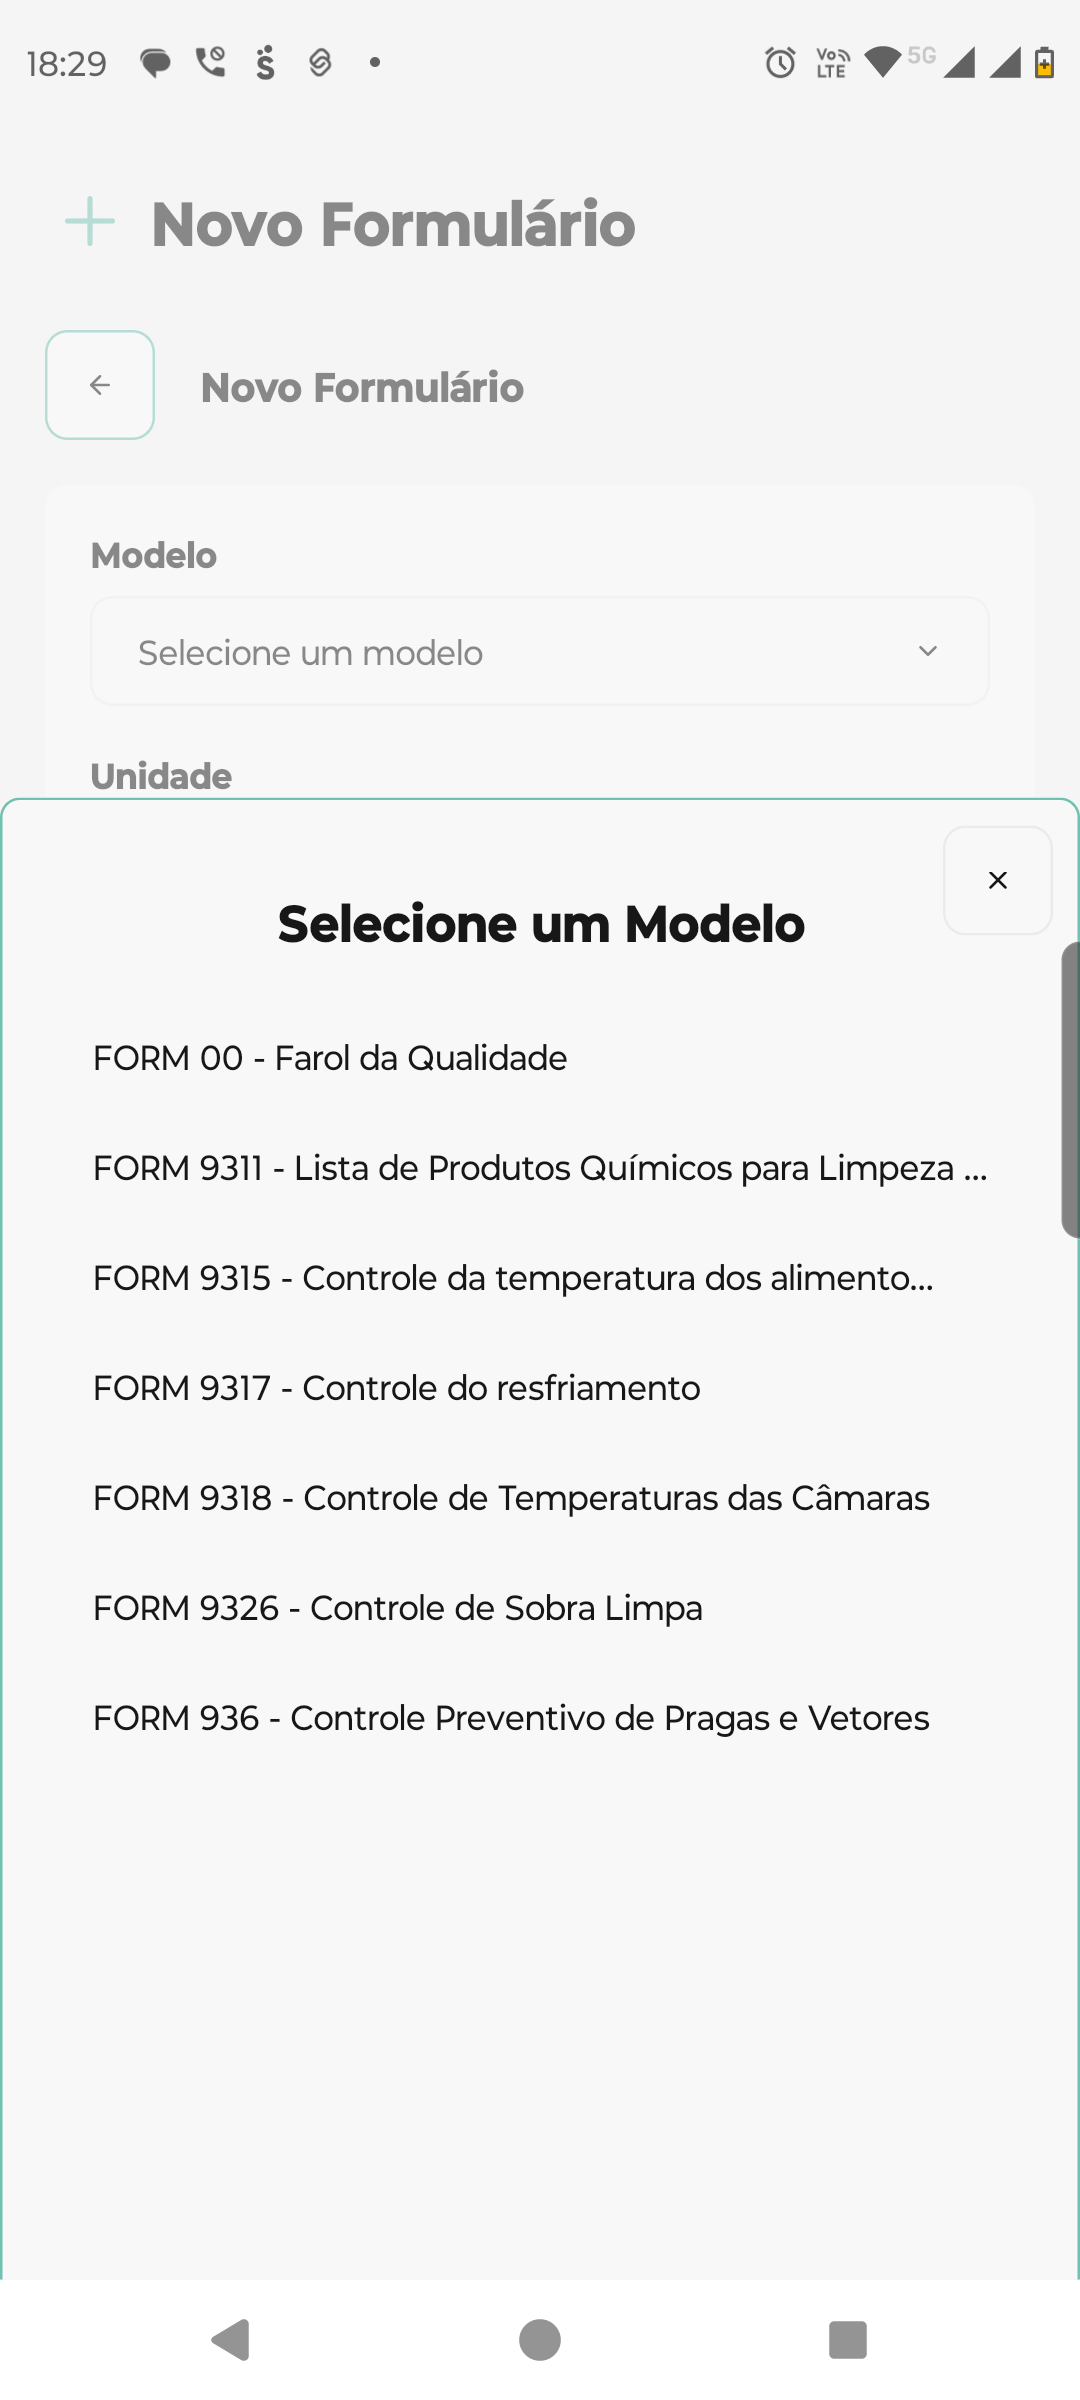 18:29
Vo LTE 5G
Novo Formulário
Novo Formulário
Modelo
Selecione um modelo
Unidade
Selecione um Modelo
FORM 00 - Farol da Qualidade
FORM 9311 - Lista de Produtos Químicos para Limpeza ...
FORM 9315 - Controle da temperatura dos alimento...
FORM 9317 - Controle do resfriamento
FORM 9318 - Controle de Temperaturas das Câmaras
FORM 9326 - Controle de Sobra Limpa
FORM 936 - Controle Preventivo de Pragas e Vetores